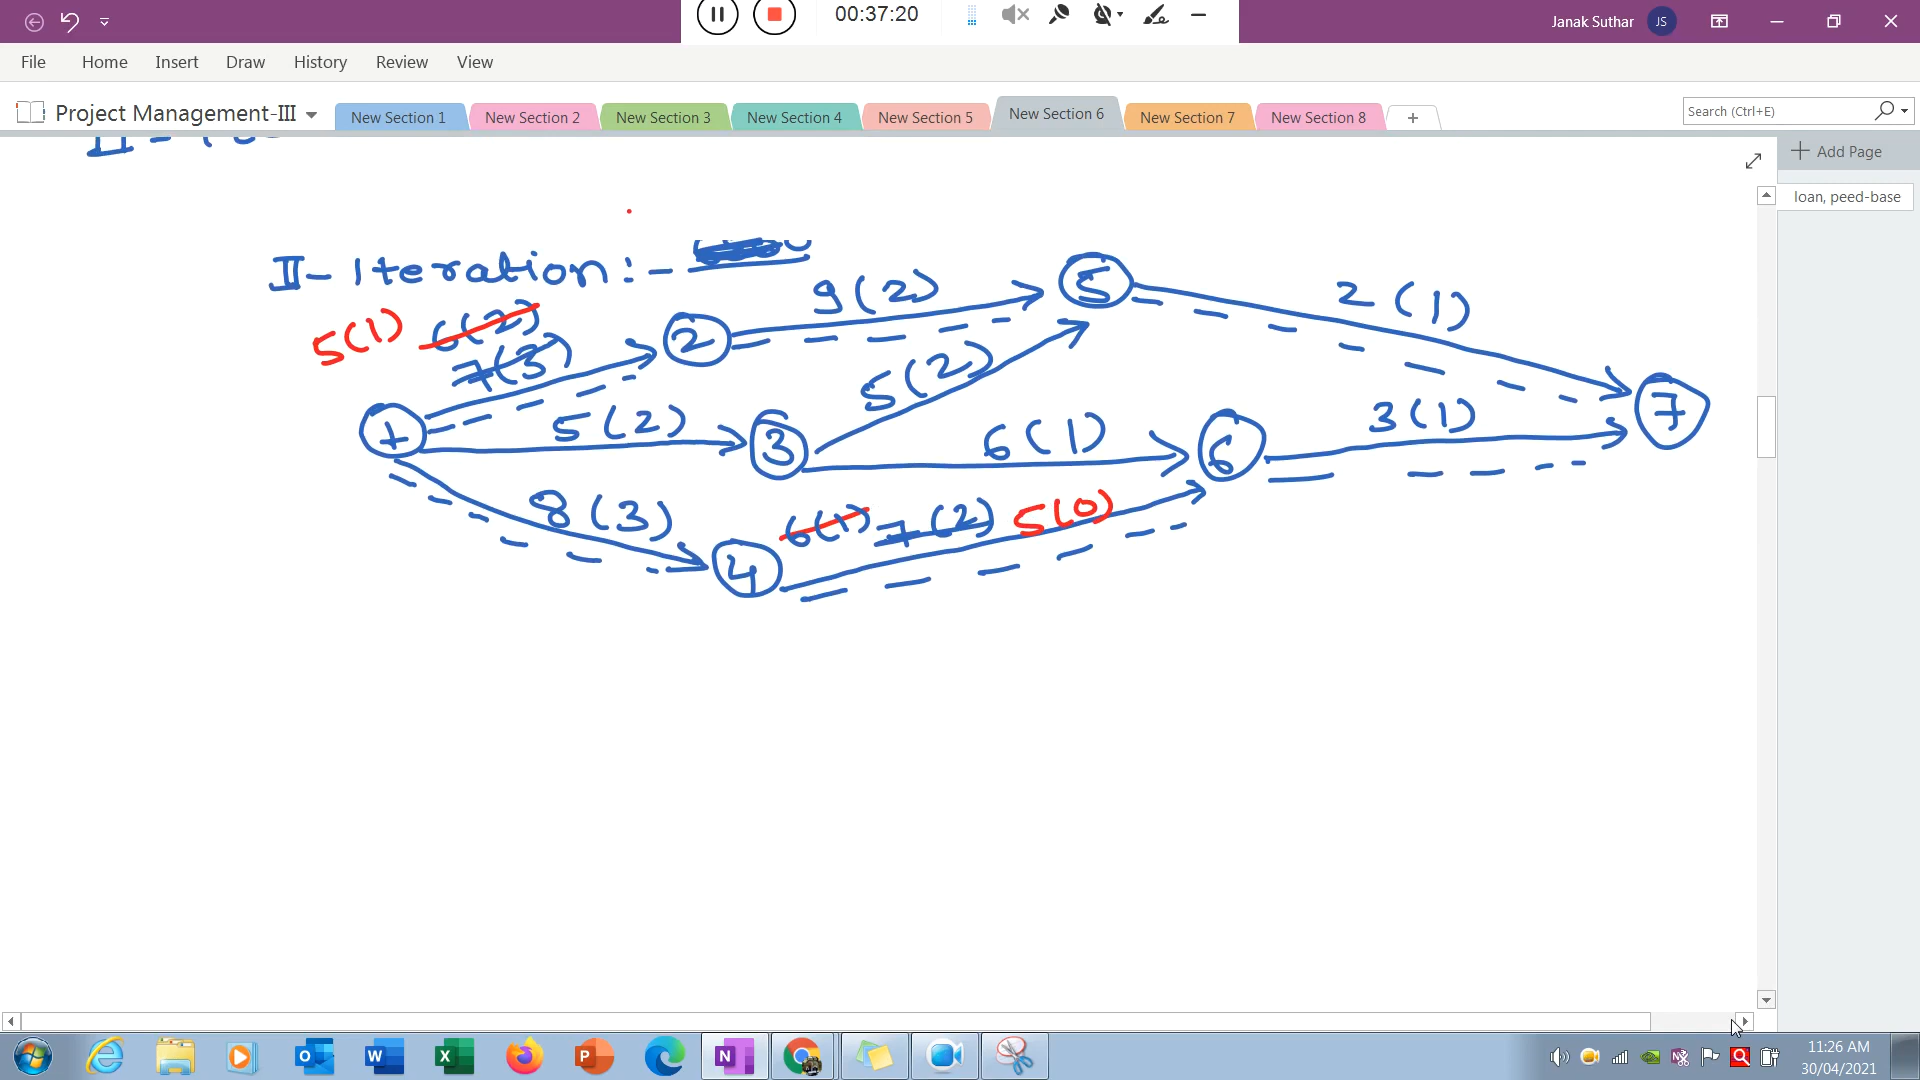 00:37:20
Janak Suthar JS
File Home Insert Draw History Review View
Project Management-III New Section 1 New Section 2 New Section 3 New Section 4 New Section 5 New Section 6 New Section 7 New Section 8 + Search (Ctrl+E)
Add Page
loan, peed-base
II- Iteration:-
5(1) 6(2) 9(2) 5 2(1)
7(3) 2
5(2) 7
1 5(2) 3 6(1) 6 3(1)
8(3) 6(1) 7(2) 5(0)
4
11:26 AM
30/04/2021